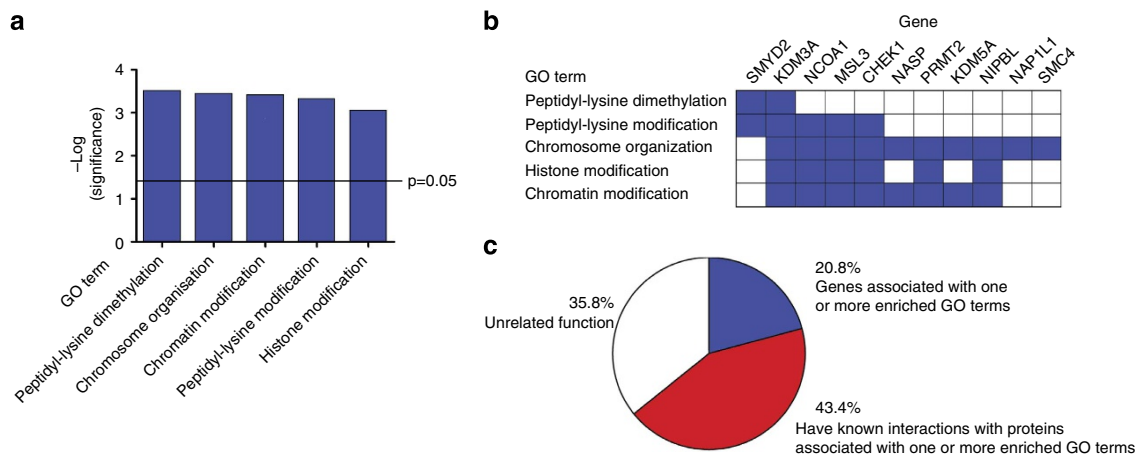 a
4
3
2
1
0
–Log
(significance)
p=0.05
GO term
Peptidyl-lysine dimethylation
Chromosome organisation
Chromatin modification
Peptidyl-lysine modification
Histone modification
b
Gene
SMYD2
KDM3A
NCOA1
MSL3
CHEK1
NASP
PRMT2
KDM5A
NIPBL
NAP1L1
SMC4
GO term
Peptidyl-lysine dimethylation
Peptidyl-lysine modification
Chromosome organization
Histone modification
Chromatin modification
c
20.8%
Genes associated with one
or more enriched GO terms
35.8%
Unrelated function
43.4%
Have known interactions with proteins
associated with one or more enriched GO terms